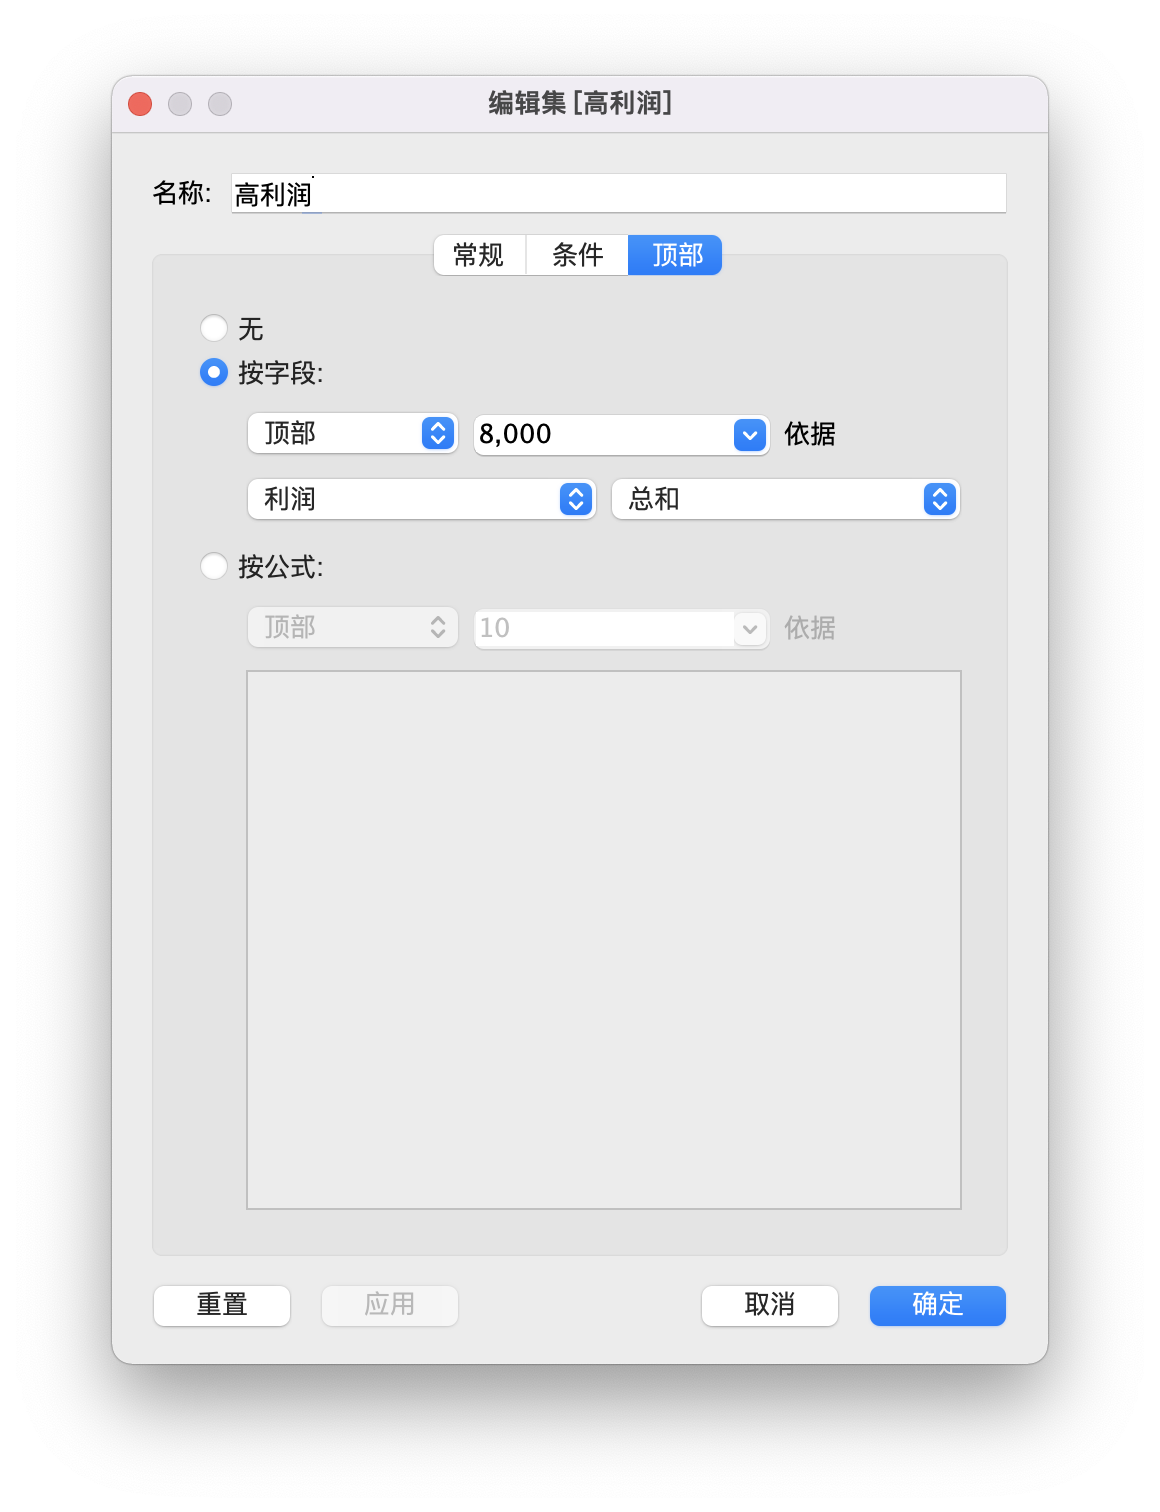 编辑集 [高利润]
名称: 高利润
常规 条件 顶部
无
按字段:
顶部 8,000 依据
利润 总和
按公式:
顶部 10 依据
重置 应用 取消 确定